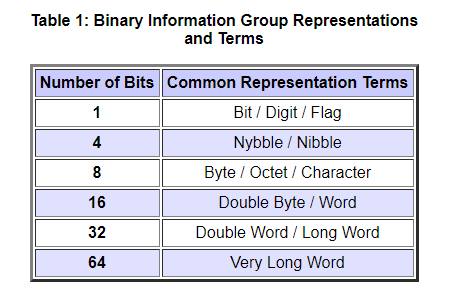 Table 1: Binary Information Group Representations
and Terms
Number of Bits Common Representation Terms
1 Bit / Digit / Flag
4 Nybble / Nibble
8 Byte / Octet / Character
16 Double Byte / Word
32 Double Word / Long Word
64 Very Long Word